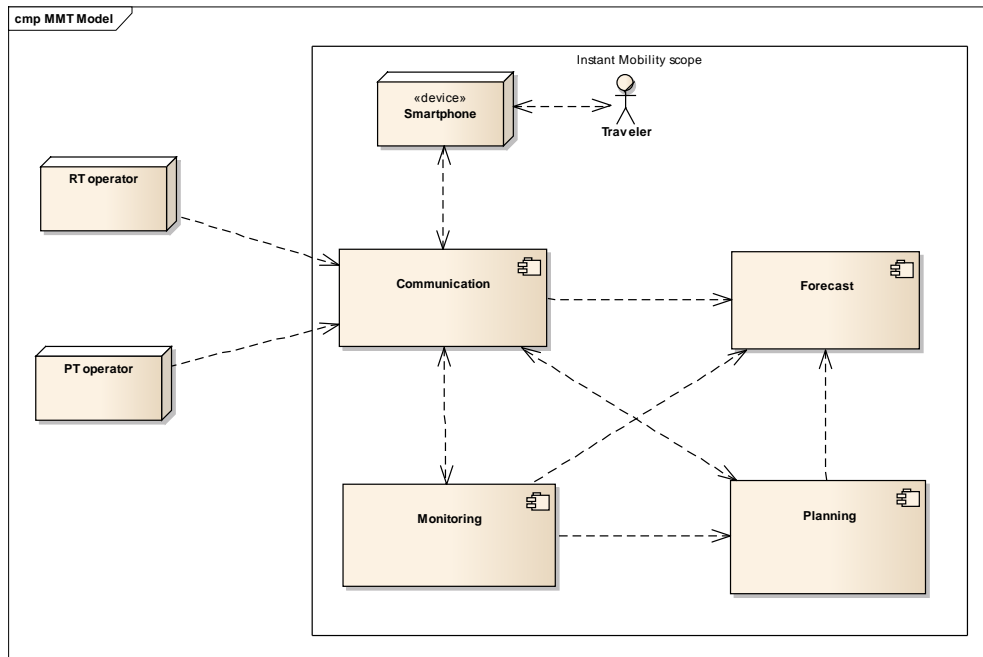 cmp MMT Model
Instant Mobility scope
«device»
Smartphone
Traveler
RT operator
Communication
Forecast
PT operator
Monitoring
Planning